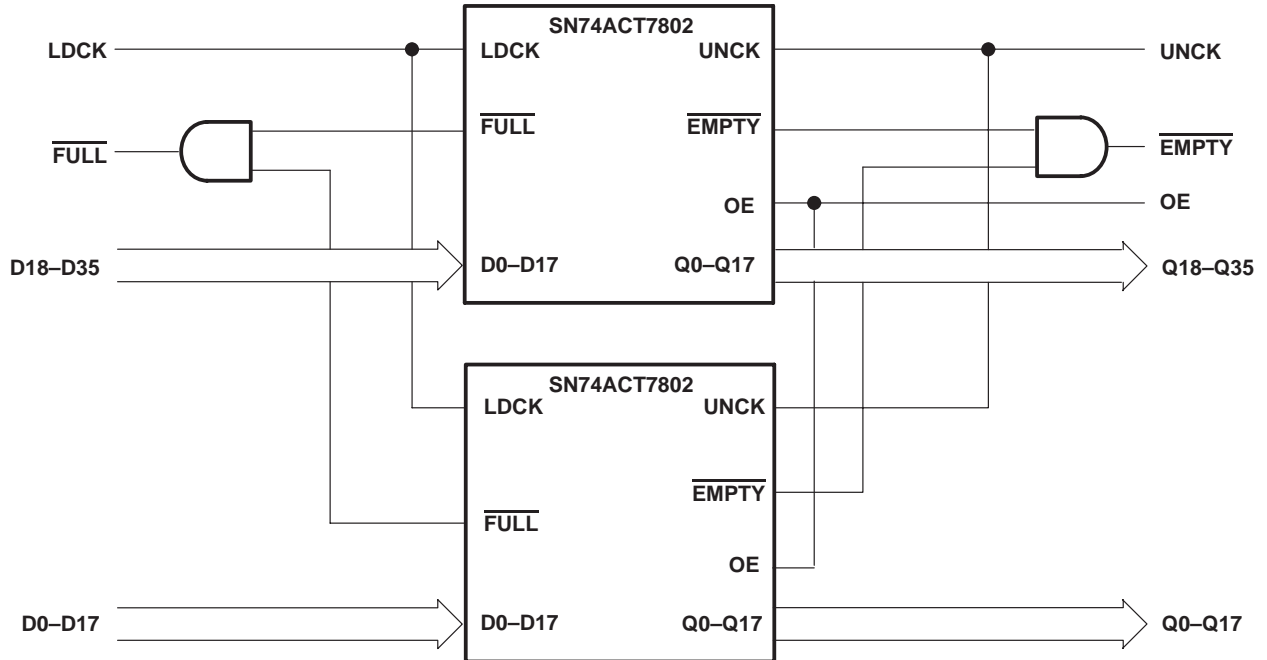 SN74ACT7802
LDCK
LDCK
UNCK
UNCK
FULL
FULL
EMPTY
EMPTY
OE
OE
D18–D35
D0–D17
Q0–Q17
Q18–Q35
SN74ACT7802
LDCK
UNCK
EMPTY
FULL
OE
D0–D17
D0–D17
Q0–Q17
Q0–Q17